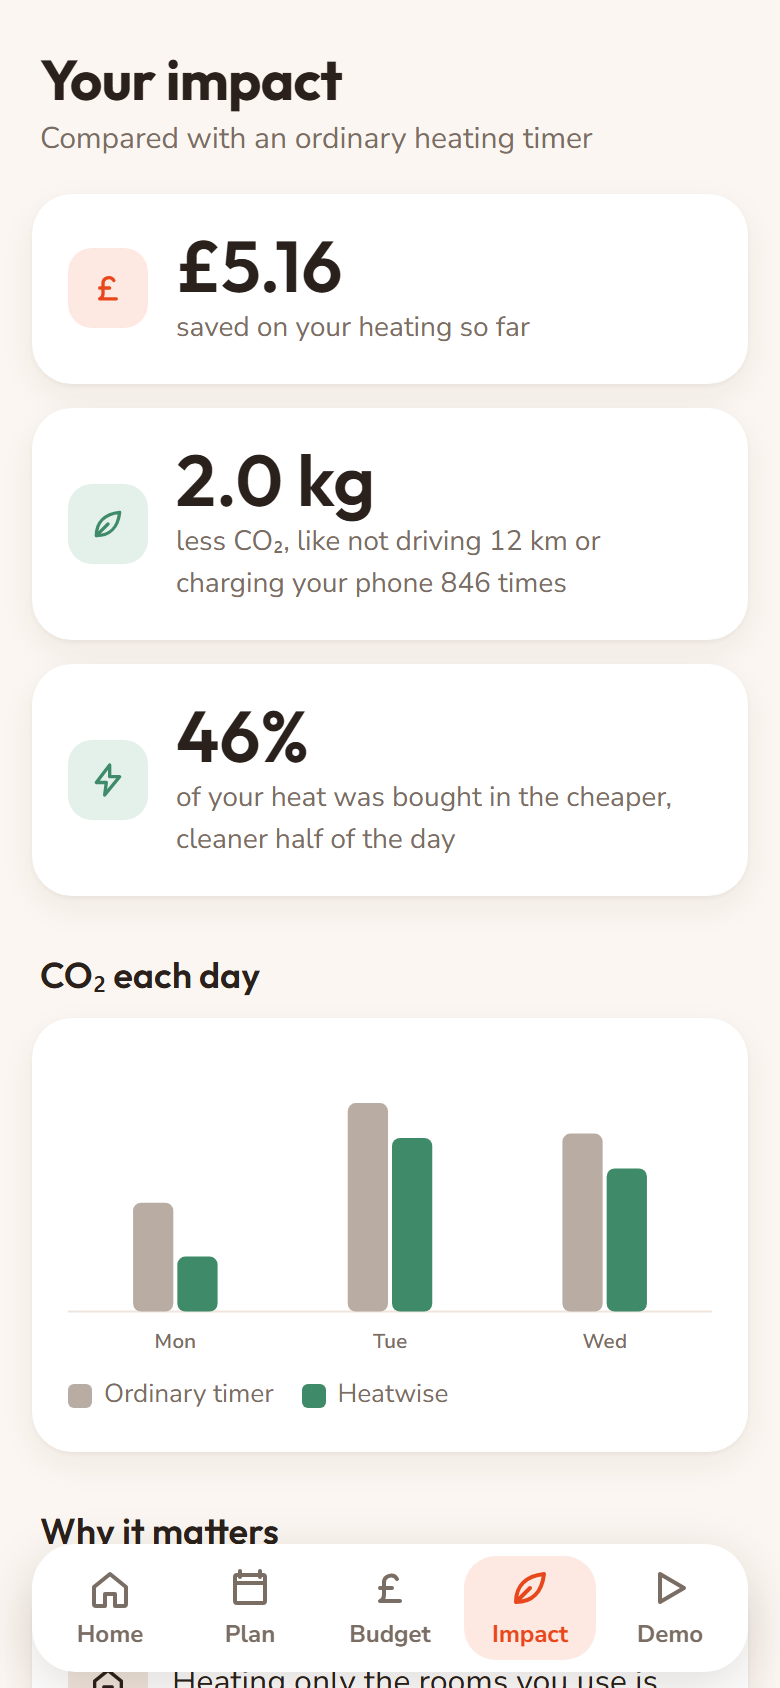 Your impact
Compared with an ordinary heating timer
£
£5.16
saved on your heating so far
2.0 kg
less CO₂, like not driving 12 km or
charging your phone 846 times
46%
of your heat was bought in the cheaper,
cleaner half of the day
CO₂ each day
Mon Tue Wed
Ordinary timer Heatwise
Why it matters
£
Home Plan Budget Impact Demo
Heating only the rooms you use is